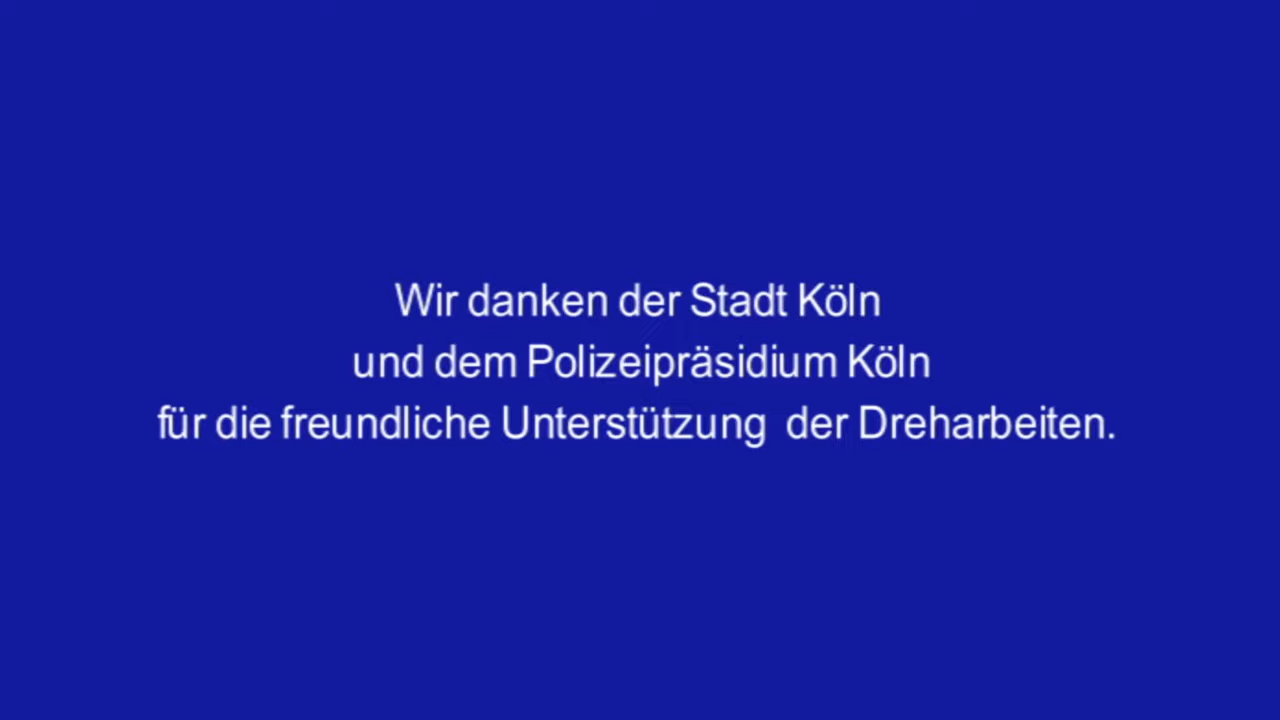 Wir danken der Stadt Köln
und dem Polizeipräsidium Köln
für die freundliche Unterstützung  der Dreharbeiten.